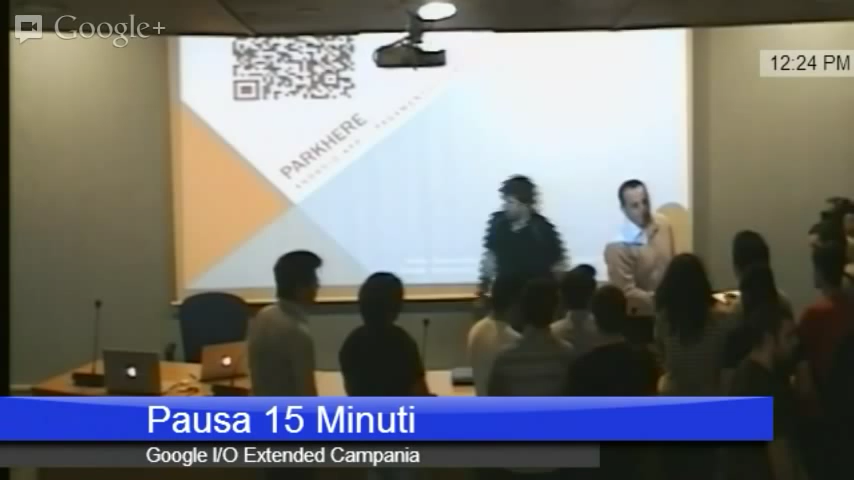 Google+
12:24 PM
PARKHERE
Pausa 15 Minuti
Google I/O Extended Campania